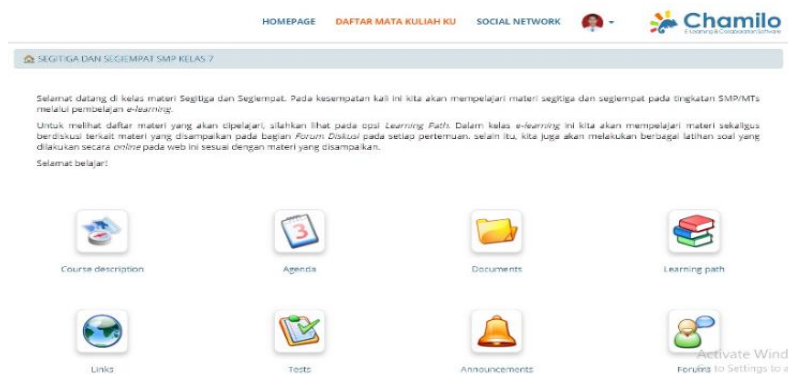 HOMEPAGE DAFTAR MATA KULIAH KU SOCIAL NETWORK
Chamilo
E-Learning & Collaboration Software
SEGITIGA DAN SEGIEMPAT SMP KELAS 7
Selamat datang di kelas materi Segitiga dan Segiempat. Pada kesempatan kali ini kita akan mempelajari materi segitiga dan segiempat pada tingkatan SMP/MTs
melalui pembelajan e-learning.
Untuk melihat daftar materi yang akan dipelajari, silahkan lihat pada opsi Learning Path. Dalam kelas e-learning ini kita akan mempelajari materi sekaligus
berdiskusi terkait materi yang disampaikan pada bagian Forum Diskusi pada setiap pertemuan, selain itu, kita juga akan melakukan berbagai latihan soal yang
dilakukan secara online pada web ini sesuai dengan materi yang disampaikan.
Selamat belajar!
3
Course description Agenda Documents Learning path
Activate Wind
Links Tests Announcements Forums
to Settings to a